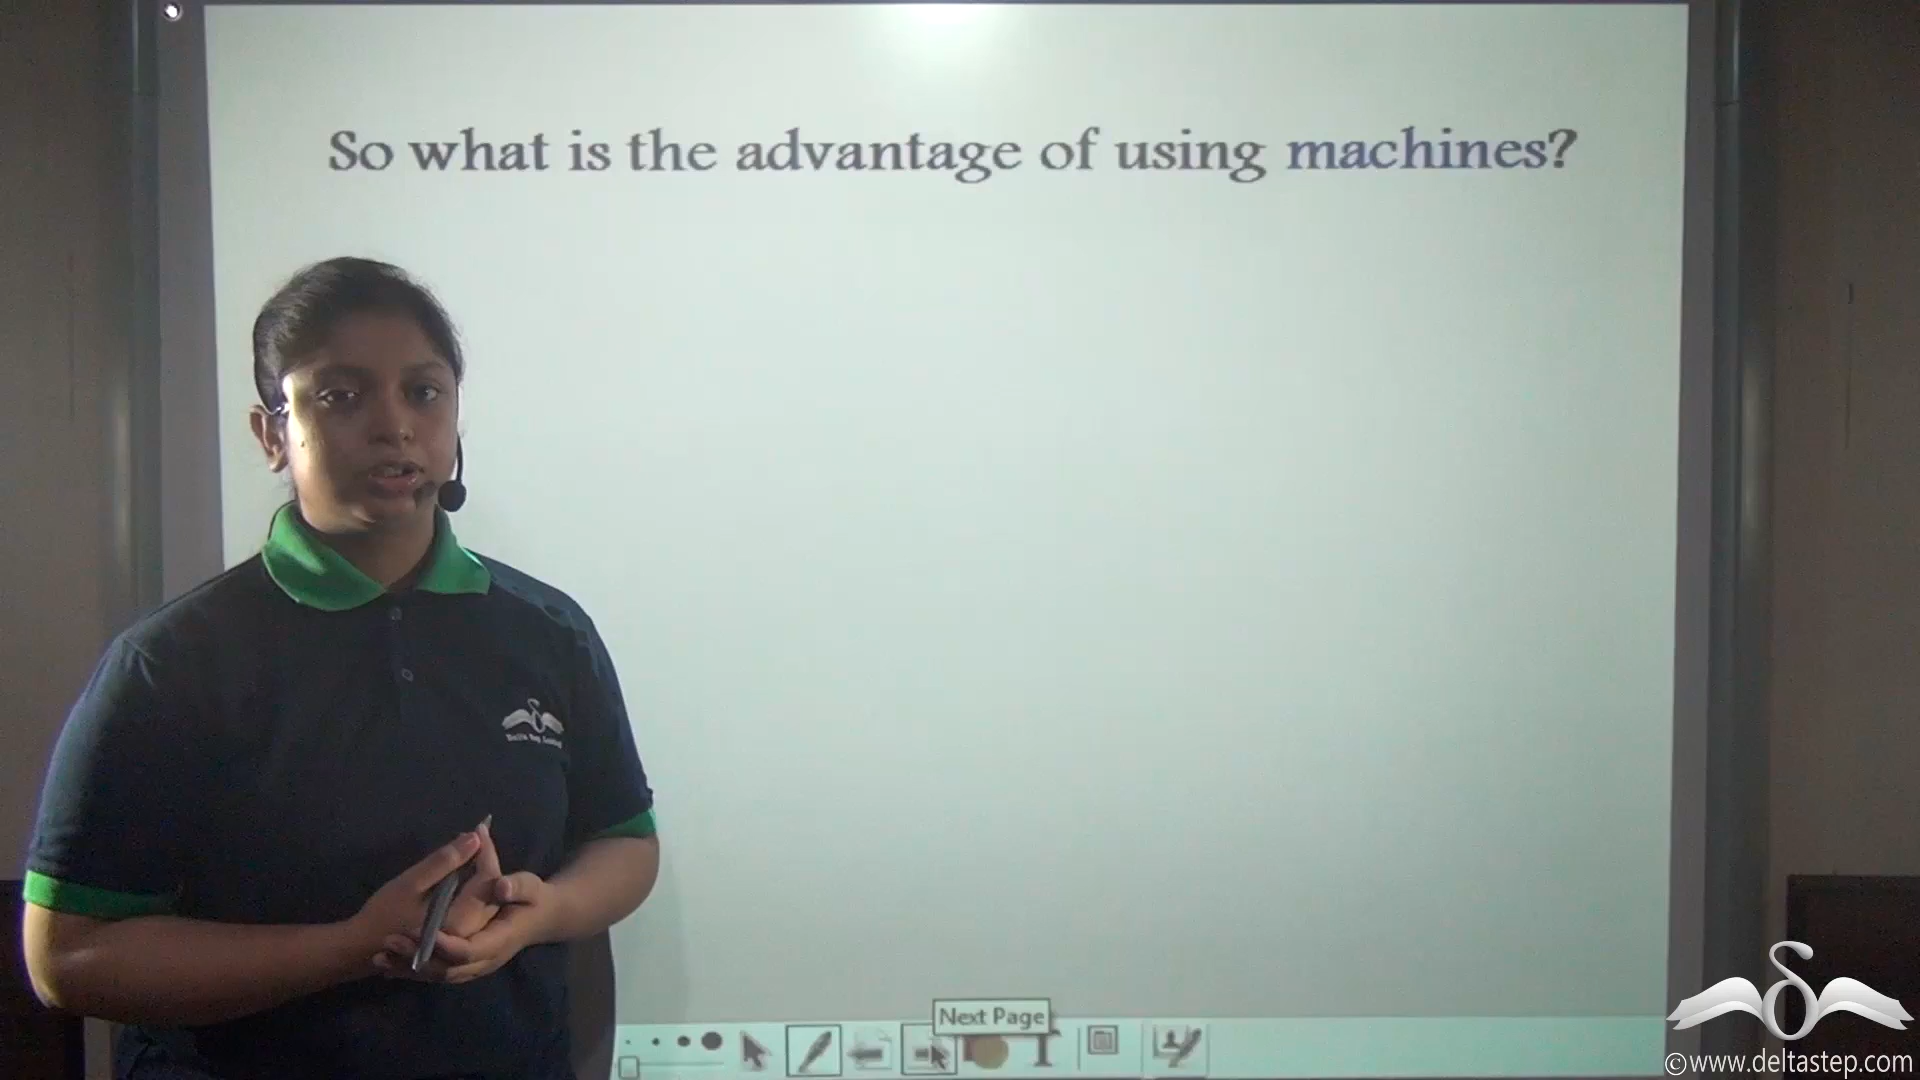 So what is the advantage of using machines?
Next Page
T
©www.deltastep.com